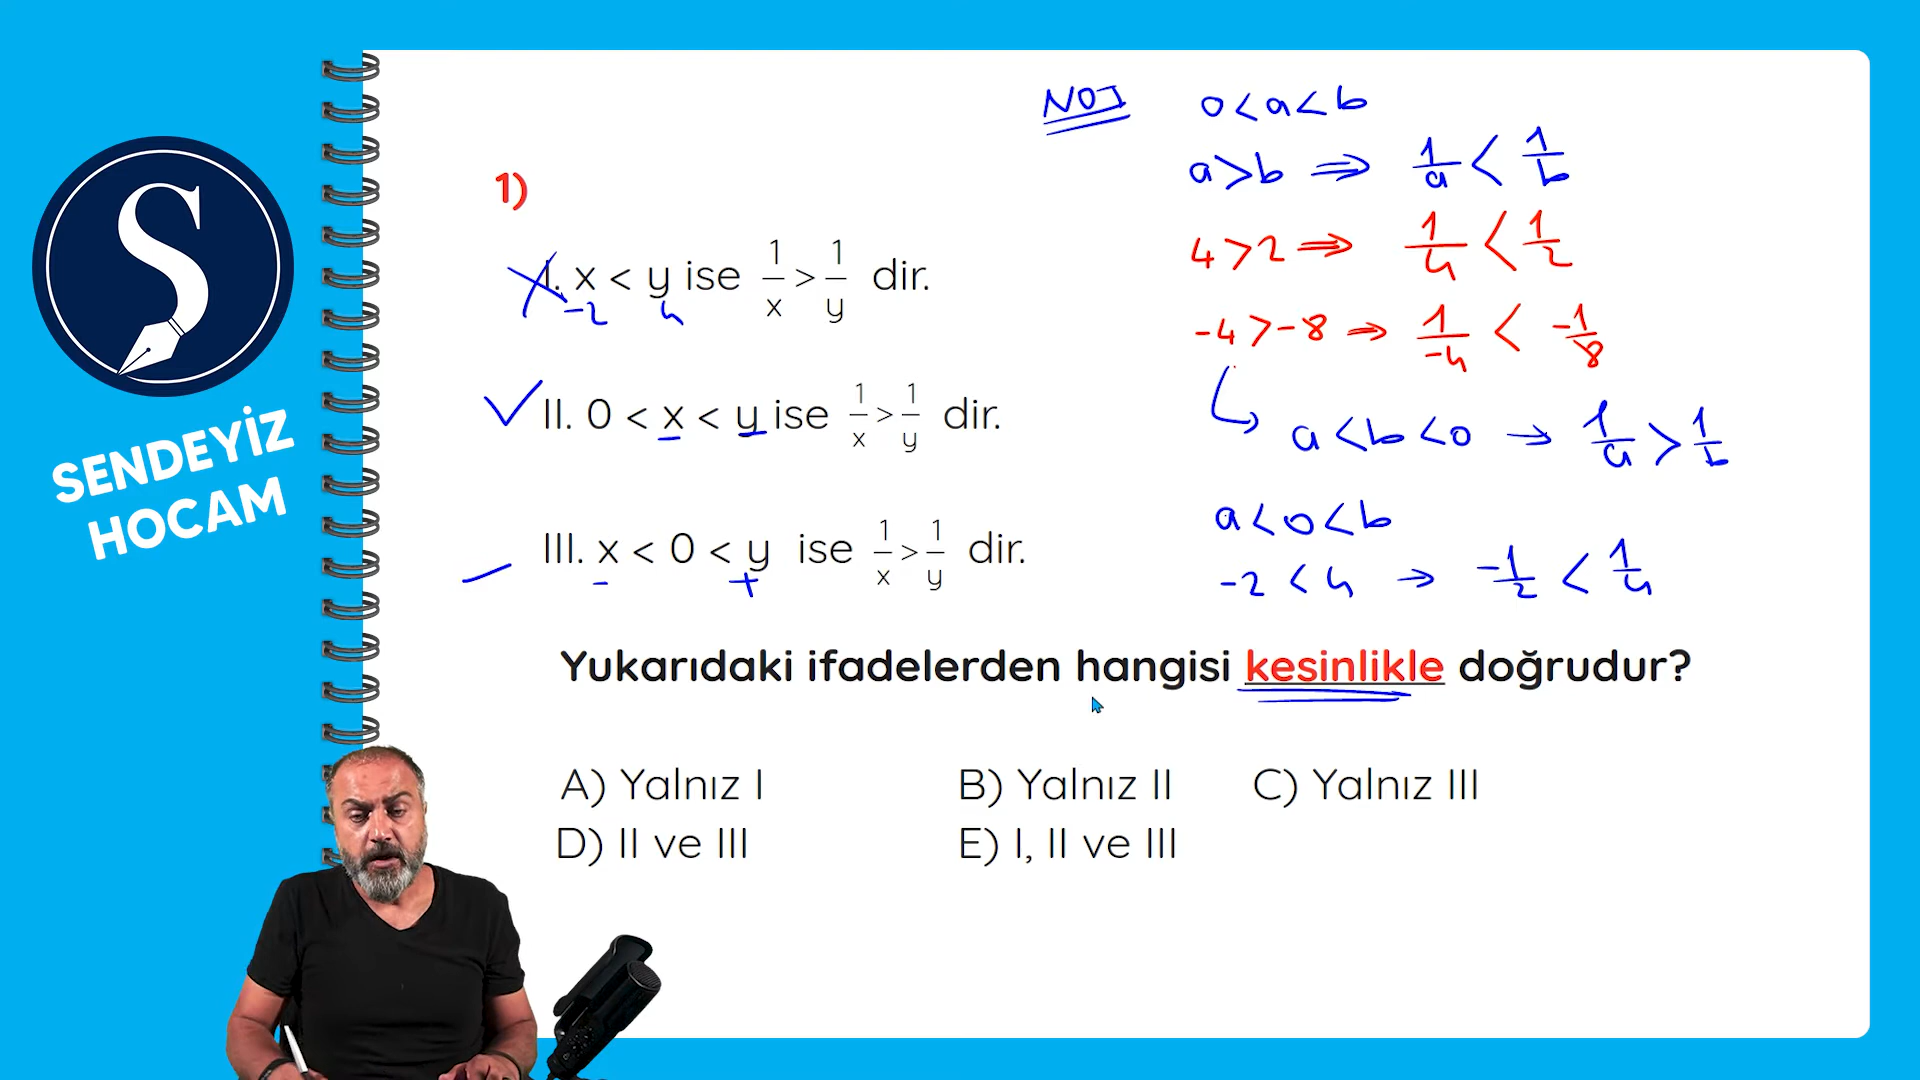 SENDEYİZ
HOCAM
1)
I. x < y ise 1/x > 1/y dir.
-2 4
II. 0 < x < y ise 1/x > 1/y dir.
III. x < 0 < y ise 1/x > 1/y dir.
- +
NOT 0 < a < b
a > b ⇒ 1/a < 1/b
4 > 2 ⇒ 1/4 < 1/2
-4 > -8 ⇒ 1/-4 < -1/8
a < b < 0 → 1/a > 1/b
a < 0 < b
-2 < 4 → -1/2 < 1/4
Yukarıdaki ifadelerden hangisi kesinlikle doğrudur?
A) Yalnız I B) Yalnız II C) Yalnız III
D) II ve III E) I, II ve III